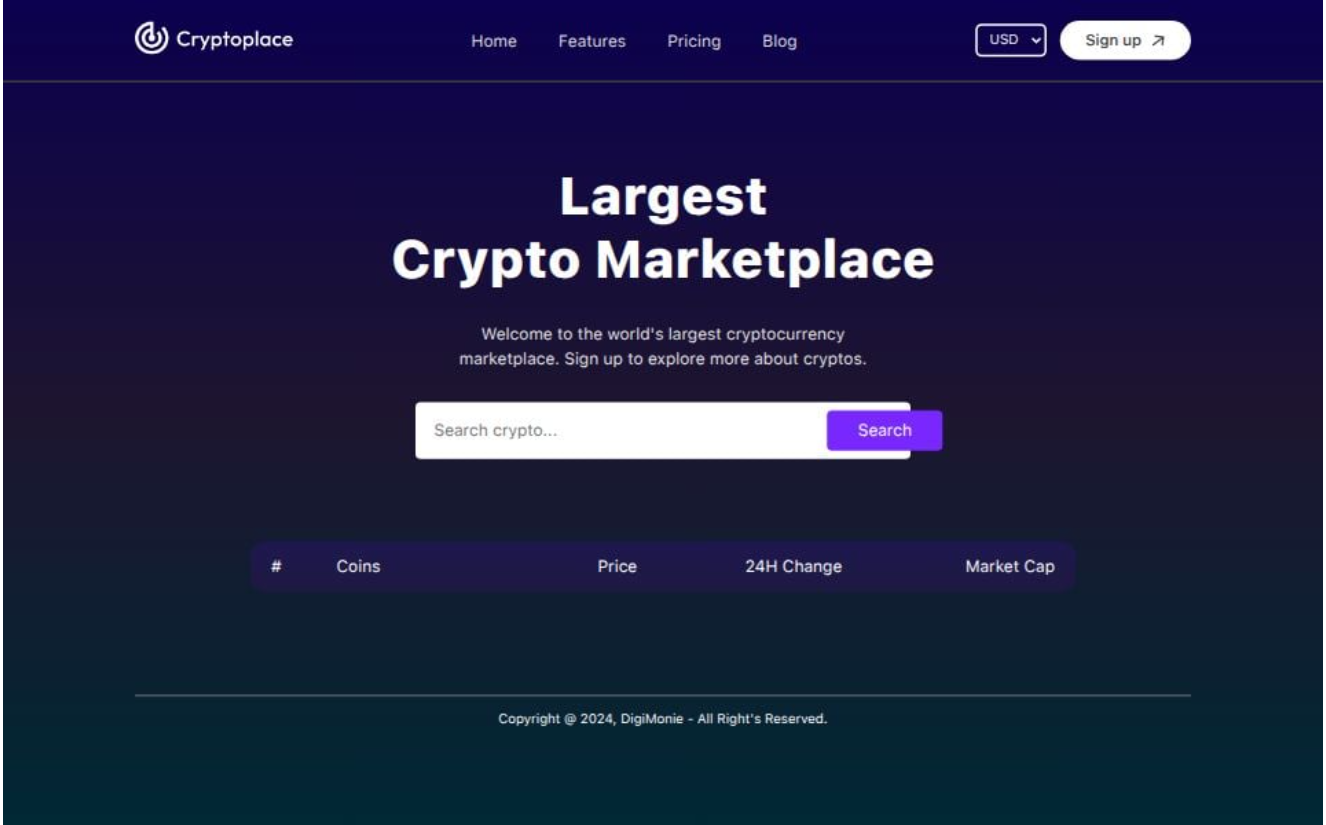 Cryptoplace
Home Features Pricing Blog
USD
Sign up
Largest
Crypto Marketplace
Welcome to the world's largest cryptocurrency
marketplace. Sign up to explore more about cryptos.
Search crypto...
Search
# Coins Price 24H Change Market Cap
Copyright @ 2024, DigiMonie - All Right's Reserved.